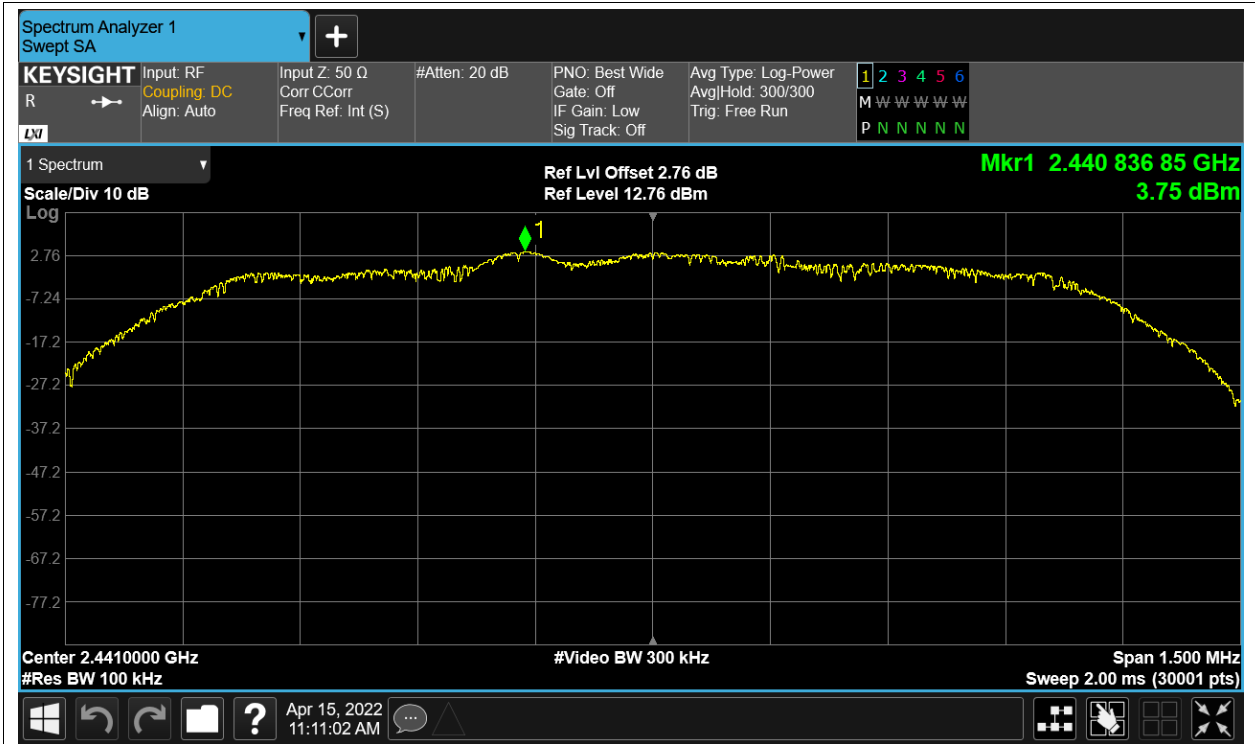 Spectrum Analyzer 1
Swept SA
KEYSIGHT
R
LXI
Input: RF
Coupling: DC
Align: Auto
Input Z: 50 Ω
Corr CCorr
Freq Ref: Int (S)
#Atten: 20 dB
PNO: Best Wide
Gate: Off
IF Gain: Low
Sig Track: Off
Avg Type: Log-Power
Avg|Hold: 300/300
Trig: Free Run
1 2 3 4 5 6
M W W W W W
P N N N N N
1 Spectrum
Scale/Div 10 dB
Log
Ref Lvl Offset 2.76 dB
Ref Level 12.76 dBm
Mkr1 2.440 836 85 GHz
3.75 dBm
1
2.76
-7.24
-17.2
-27.2
-37.2
-47.2
-57.2
-67.2
-77.2
Center 2.4410000 GHz
#Res BW 100 kHz
#Video BW 300 kHz
Span 1.500 MHz
Sweep 2.00 ms (30001 pts)
?
Apr 15, 2022
11:11:02 AM